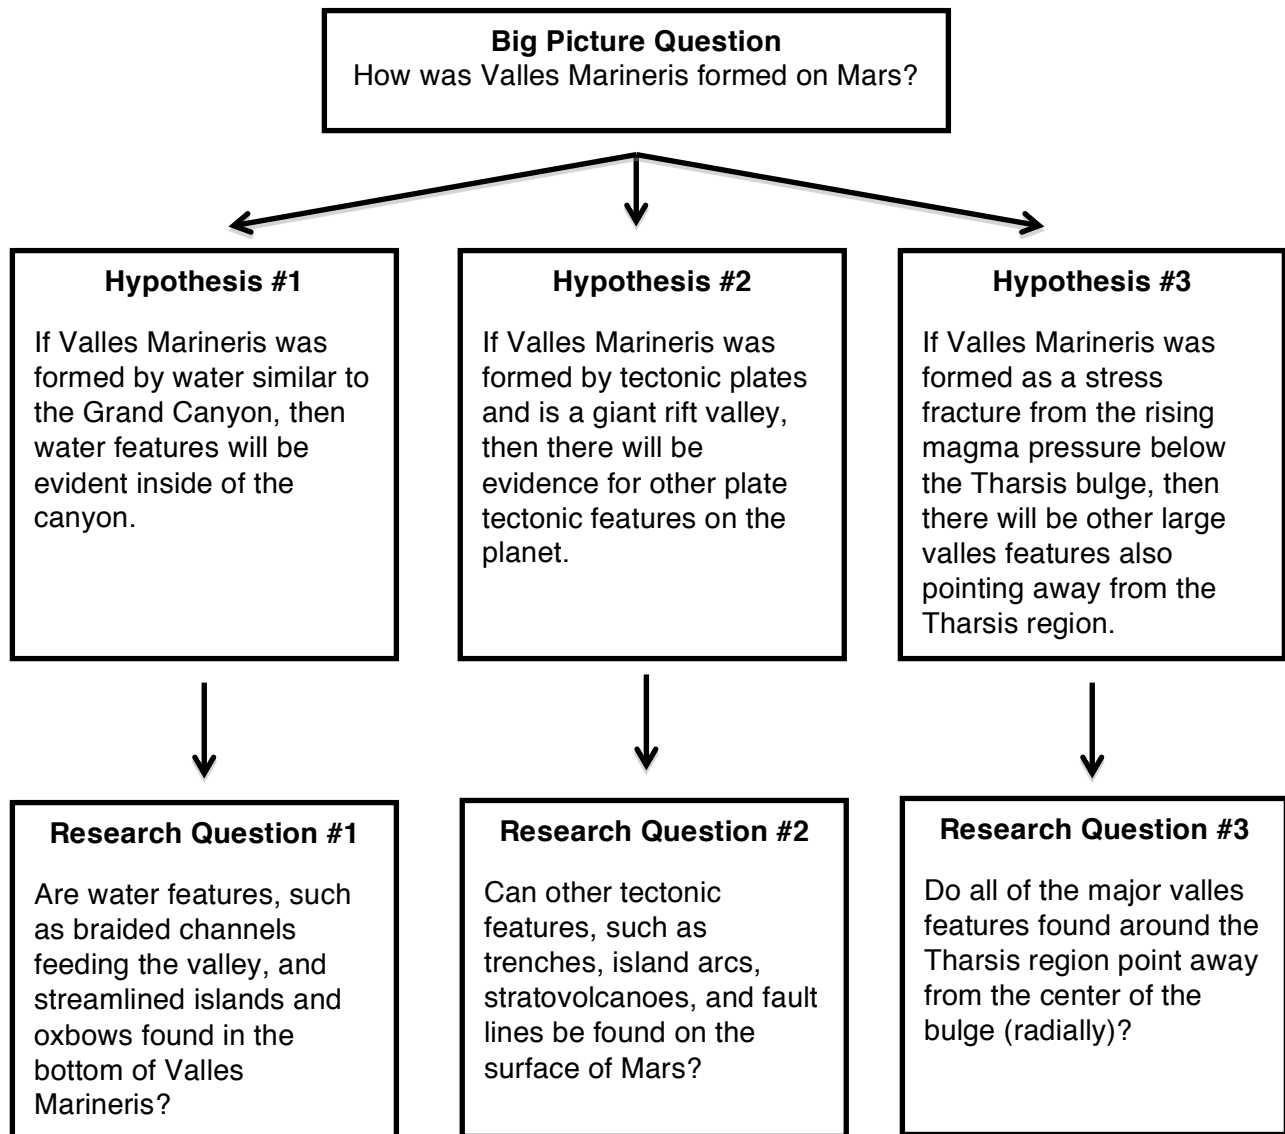 Big Picture Question
How was Valles Marineris formed on Mars?
Hypothesis #1
If Valles Marineris was
formed by water similar to
the Grand Canyon, then
water features will be
evident inside of the
canyon.
Hypothesis #2
If Valles Marineris was
formed by tectonic plates
and is a giant rift valley,
then there will be
evidence for other plate
tectonic features on the
planet.
Hypothesis #3
If Valles Marineris was
formed as a stress
fracture from the rising
magma pressure below
the Tharsis bulge, then
there will be other large
valles features also
pointing away from the
Tharsis region.
Research Question #1
Are water features, such
as braided channels
feeding the valley, and
streamlined islands and
oxbows found in the
bottom of Valles
Marineris?
Research Question #2
Can other tectonic
features, such as
trenches, island arcs,
stratovolcanoes, and fault
lines be found on the
surface of Mars?
Research Question #3
Do all of the major valles
features found around the
Tharsis region point away
from the center of the
bulge (radially)?